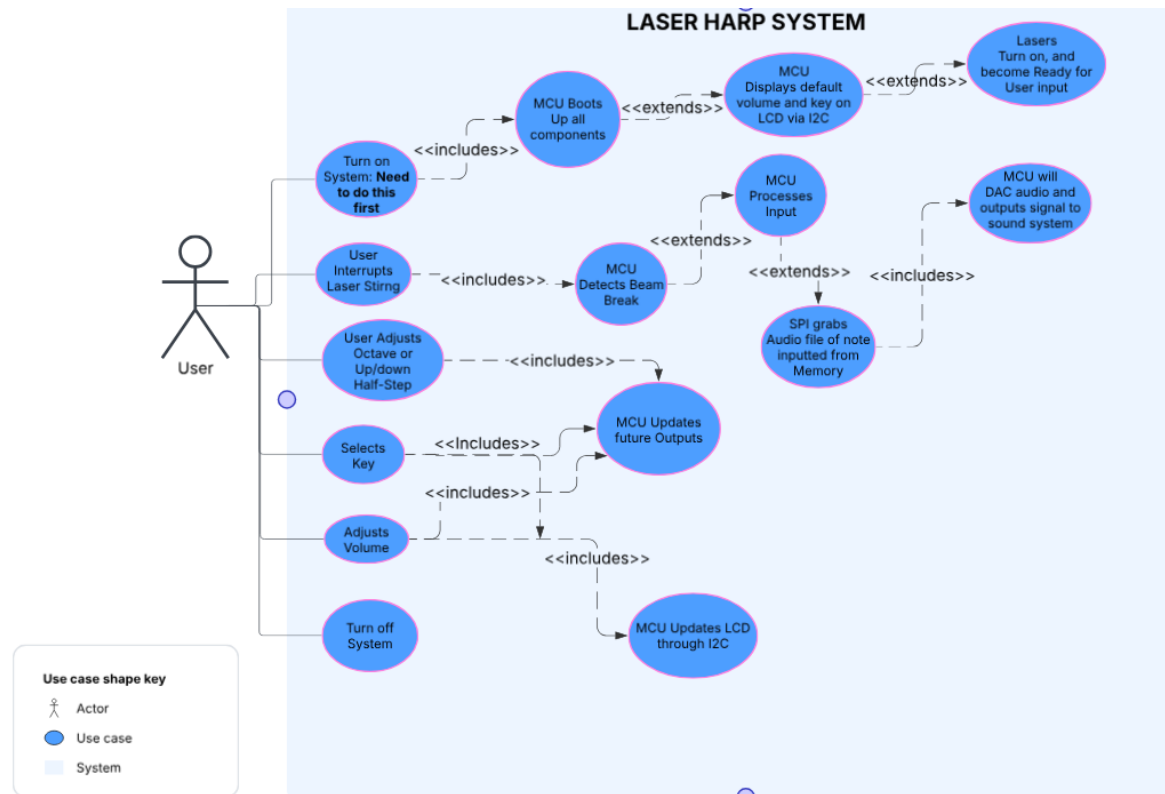 LASER HARP SYSTEM
Lasers
Turn on, and
become Ready for
User input
<<extends>>
MCU
Displays default
volume and key on
LCD via I2C
<<extends>>
MCU Boots
Up all
components
<<includes>>
Turn on
System: Need
to do this
first
MCU
Processes
Input
MCU will
DAC audio and
outputs signal to
sound system
<<extends>>
User
Interrupts
Laser Stirng
<<includes>>
MCU
Detects Beam
Break
<<extends>>
<<includes>>
SPI grabs
Audio file of note
inputted from
Memory
User
User Adjusts
Octave or
Up/down
Half-Step
<<includes>>
MCU Updates
future Outputs
Selects
Key
<<Includes>>
<<includes>>
Adjusts
Volume
<<includes>>
Turn off
System
MCU Updates LCD
through I2C
Use case shape key
Actor
Use case
System